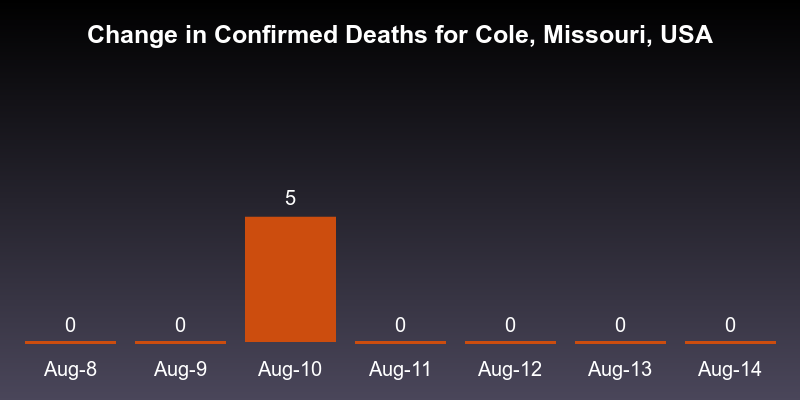 Change in Confirmed Deaths for Cole, Missouri, USA
5
0 0 0 0 0 0
Aug-8 Aug-9 Aug-10 Aug-11 Aug-12 Aug-13 Aug-14